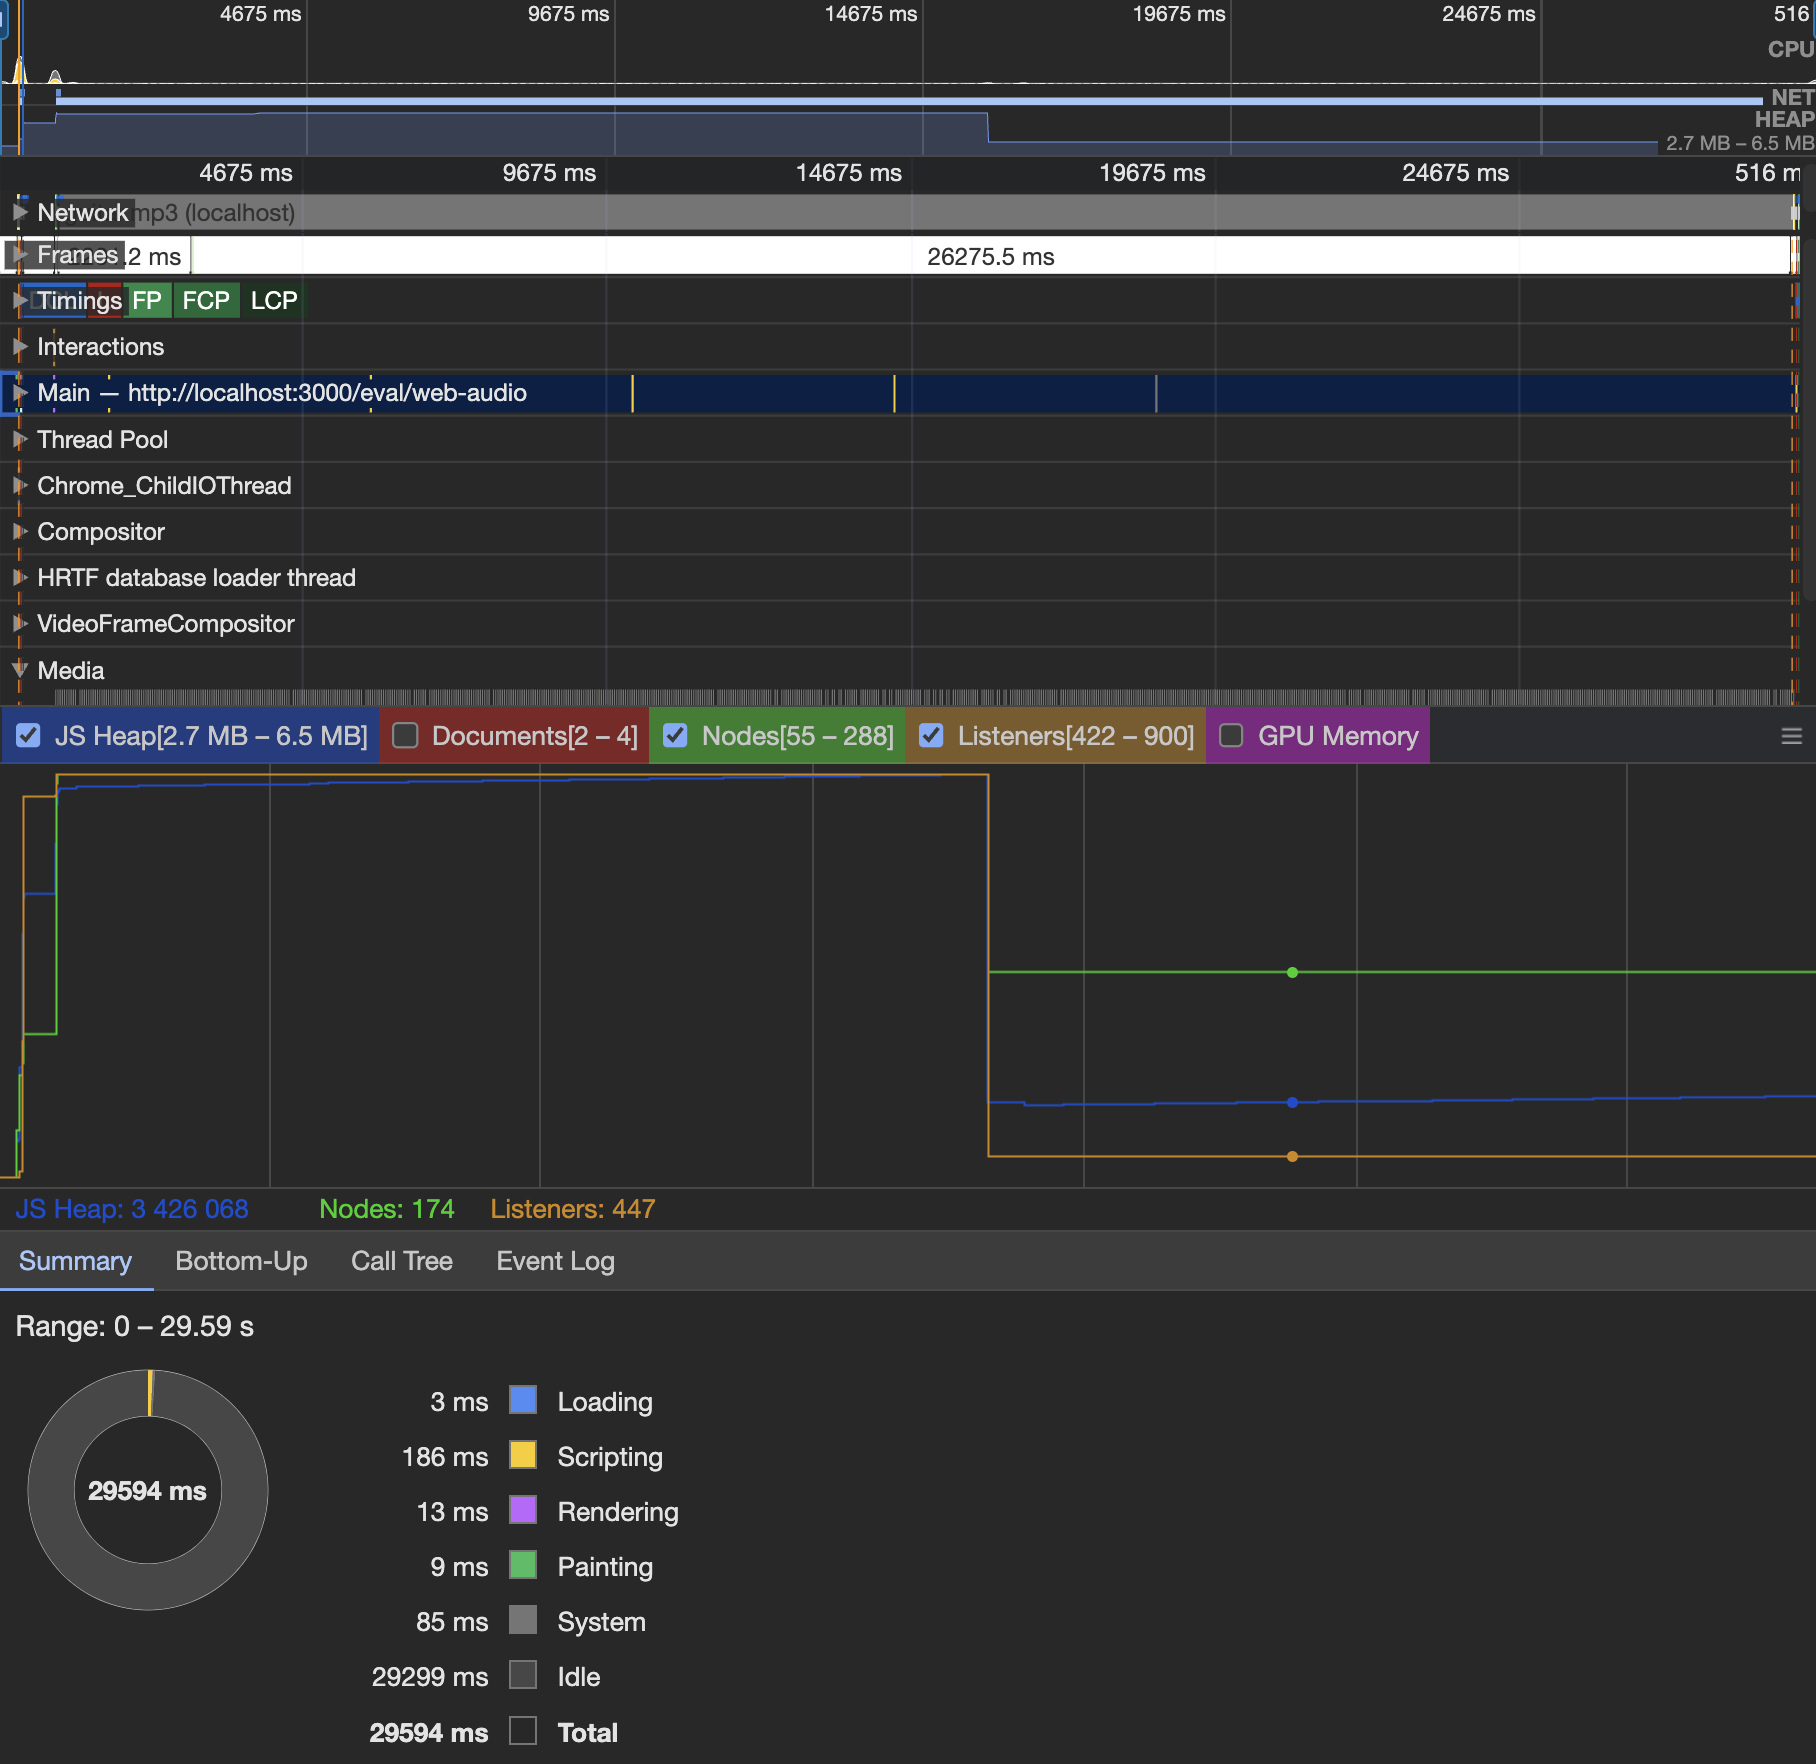 4675 ms 9675 ms 14675 ms 19675 ms 24675 ms 516
CPU
NET
HEAP
2.7 MB – 6.5 MB
4675 ms 9675 ms 14675 ms 19675 ms 24675 ms 516 m
Network mp3 (localhost)
Frames .2 ms 26275.5 ms
Timings FP FCP LCP
Interactions
Main — http://localhost:3000/eval/web-audio
Thread Pool
Chrome_ChildIOThread
Compositor
HRTF database loader thread
VideoFrameCompositor
Media
JS Heap[2.7 MB – 6.5 MB] Documents[2 – 4] Nodes[55 – 288] Listeners[422 – 900] GPU Memory
JS Heap: 3 426 068 Nodes: 174 Listeners: 447
Summary Bottom-Up Call Tree Event Log
Range: 0 – 29.59 s
29594 ms
3 ms Loading
186 ms Scripting
13 ms Rendering
9 ms Painting
85 ms System
29299 ms Idle
29594 ms Total